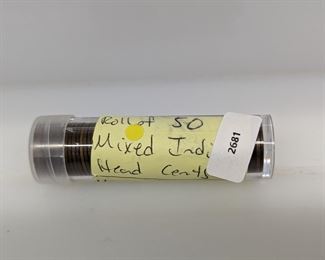 Roll of 50
Mixed Indi
Head Cents
2681